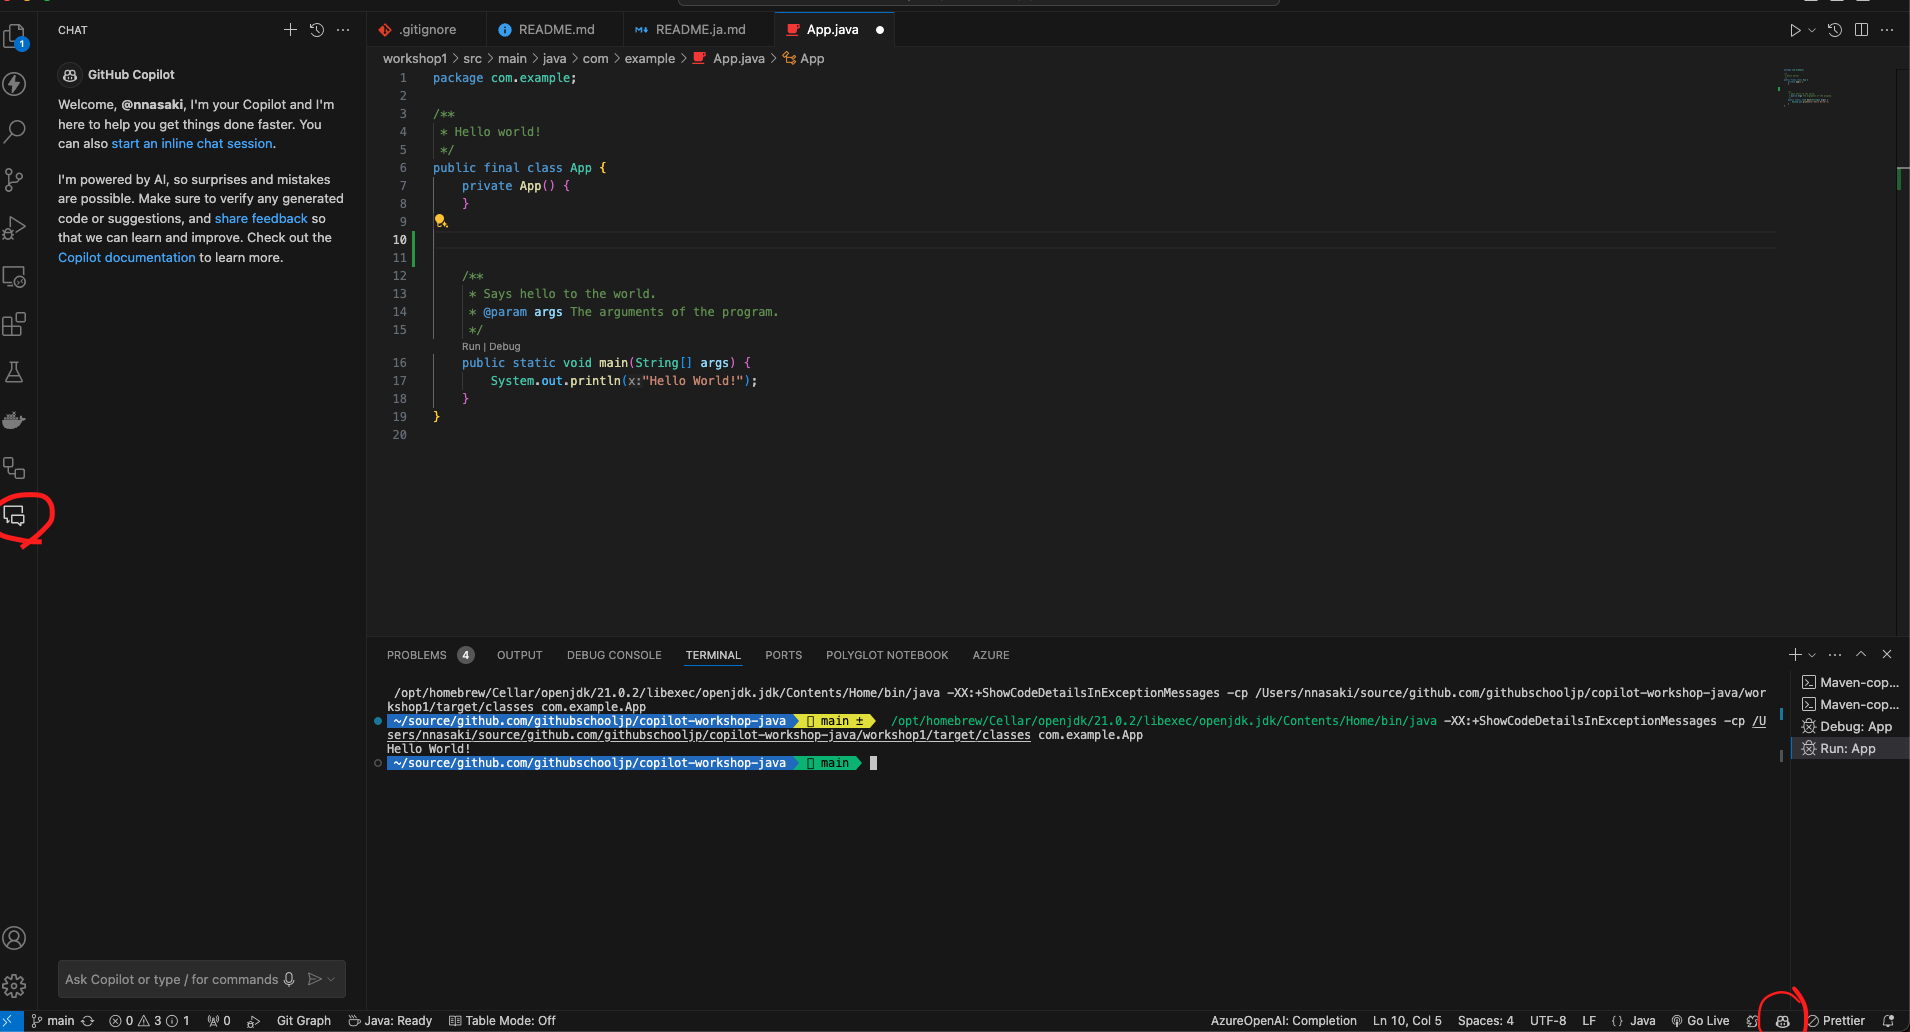 CHAT
GitHub Copilot
Welcome, @nnasaki, I'm your Copilot and I'm
here to help you get things done faster. You
can also start an inline chat session.
I'm powered by AI, so surprises and mistakes
are possible. Make sure to verify any generated
code or suggestions, and share feedback so
that we can learn and improve. Check out the
Copilot documentation to learn more.
Ask Copilot or type / for commands
1
.gitignore
README.md
README.ja.md
App.java
workshop1 > src > main > java > com > example > App.java > App
1 package com.example;
2
3 /**
4 * Hello world!
5 */
6 public final class App {
7 private App() {
8 }
9
10
11
12 /**
13 * Says hello to the world.
14 * @param args The arguments of the program.
15 */
Run | Debug
16 public static void main(String[] args) {
17 System.out.println(x:"Hello World!");
18 }
19 }
20
PROBLEMS 4 OUTPUT DEBUG CONSOLE TERMINAL PORTS POLYGLOT NOTEBOOK AZURE
/opt/homebrew/Cellar/openjdk/21.0.2/libexec/openjdk.jdk/Contents/Home/bin/java -XX:+ShowCodeDetailsInExceptionMessages -cp /Users/nnasaki/source/github.com/githubschooljp/copilot-workshop-java/wor
kshop1/target/classes com.example.App
~/source/github.com/githubschooljp/copilot-workshop-java main ± /opt/homebrew/Cellar/openjdk/21.0.2/libexec/openjdk.jdk/Contents/Home/bin/java -XX:+ShowCodeDetailsInExceptionMessages -cp /U
sers/nnasaki/source/github.com/githubschooljp/copilot-workshop-java/workshop1/target/classes com.example.App
Hello World!
~/source/github.com/githubschooljp/copilot-workshop-java main
Maven-cop...
Maven-cop...
Debug: App
Run: App
main 0 3 1 0 Git Graph Java: Ready Table Mode: Off AzureOpenAI: Completion Ln 10, Col 5 Spaces: 4 UTF-8 LF {} Java Go Live Prettier